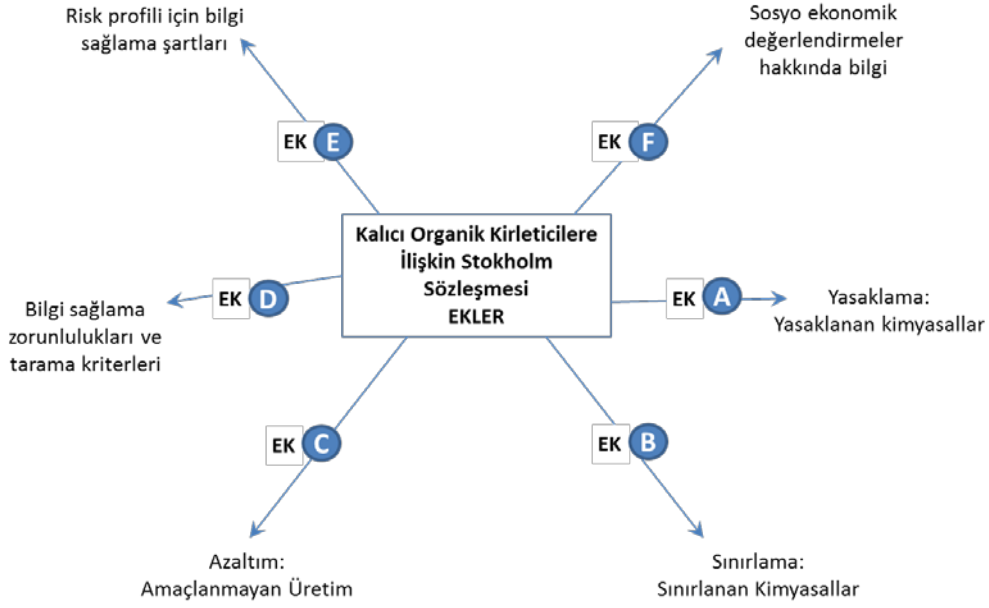 Risk profili için bilgi
sağlama şartları
Sosyo ekonomik
değerlendirmeler
hakkında bilgi
EK E
EK F
Kalıcı Organik Kirleticilere
İlişkin Stokholm
Sözleşmesi
EKLER
EK D
Bilgi sağlama
zorunlulukları ve
tarama kriterleri
EK A
Yasaklama:
Yasaklanan kimyasallar
EK C
EK B
Azaltım:
Amaçlanmayan Üretim
Sınırlama:
Sınırlanan Kimyasallar